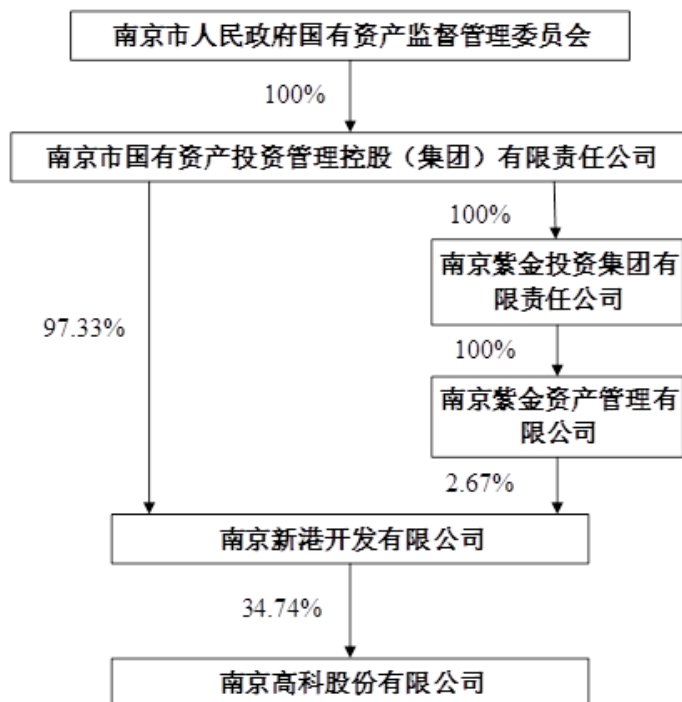 南京市人民政府国有资产监督管理委员会
100%
南京市国有资产投资管理控股（集团）有限责任公司
100%
南京紫金投资集团有
限责任公司
97.33%
100%
南京紫金资产管理有
限公司
2.67%
南京新港开发有限公司
34.74%
南京高科股份有限公司